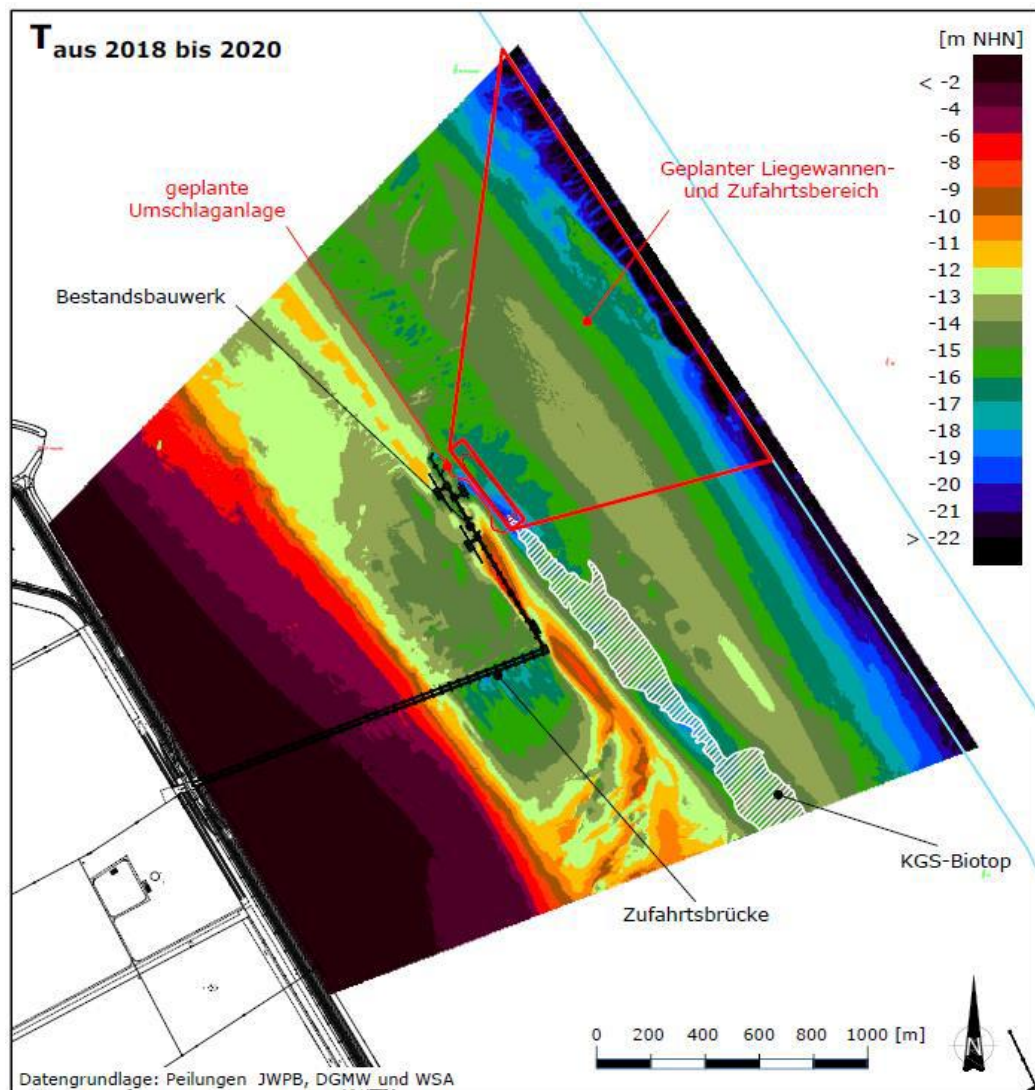 T aus 2018 bis 2020
[m NHN]
< -2
-4
-6
-8
-9
-10
-11
-12
-13
-14
-15
-16
-17
-18
-19
-20
-21
> -22
geplante
Umschlaganlage
Geplanter Liegewannen-
und Zufahrtsbereich
Bestandsbauwerk
KGS-Biotop
Zufahrtsbrücke
0 200 400 600 800 1000 [m]
N
Datengrundlage: Peilungen JWPB, DGMW und WSA